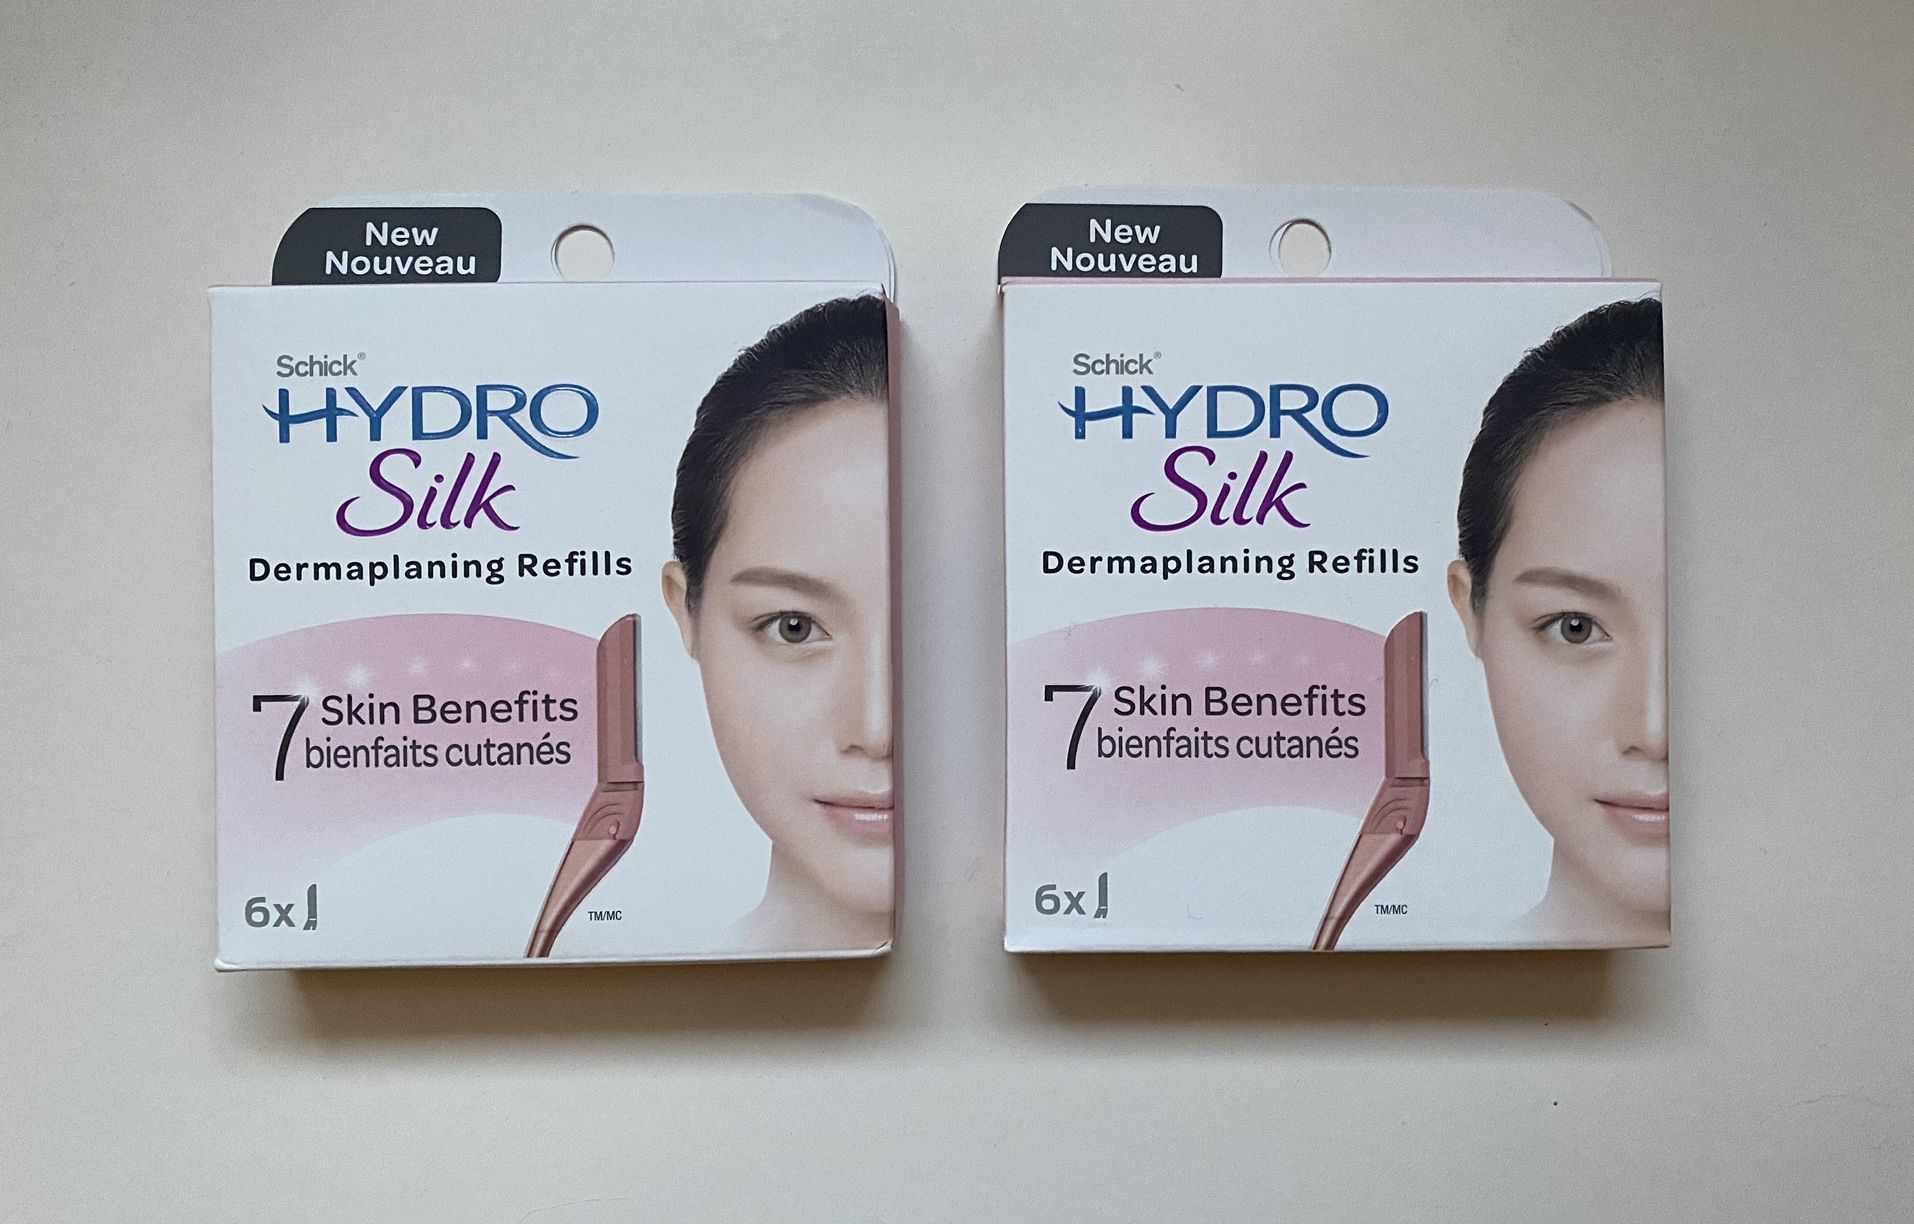 New
Nouveau
Schick®
HYDRO
Silk
Dermaplaning Refills
7 Skin Benefits
bienfaits cutanés
6x
TM/MC
New
Nouveau
Schick®
HYDRO
Silk
Dermaplaning Refills
7 Skin Benefits
bienfaits cutanés
6x
TM/MC